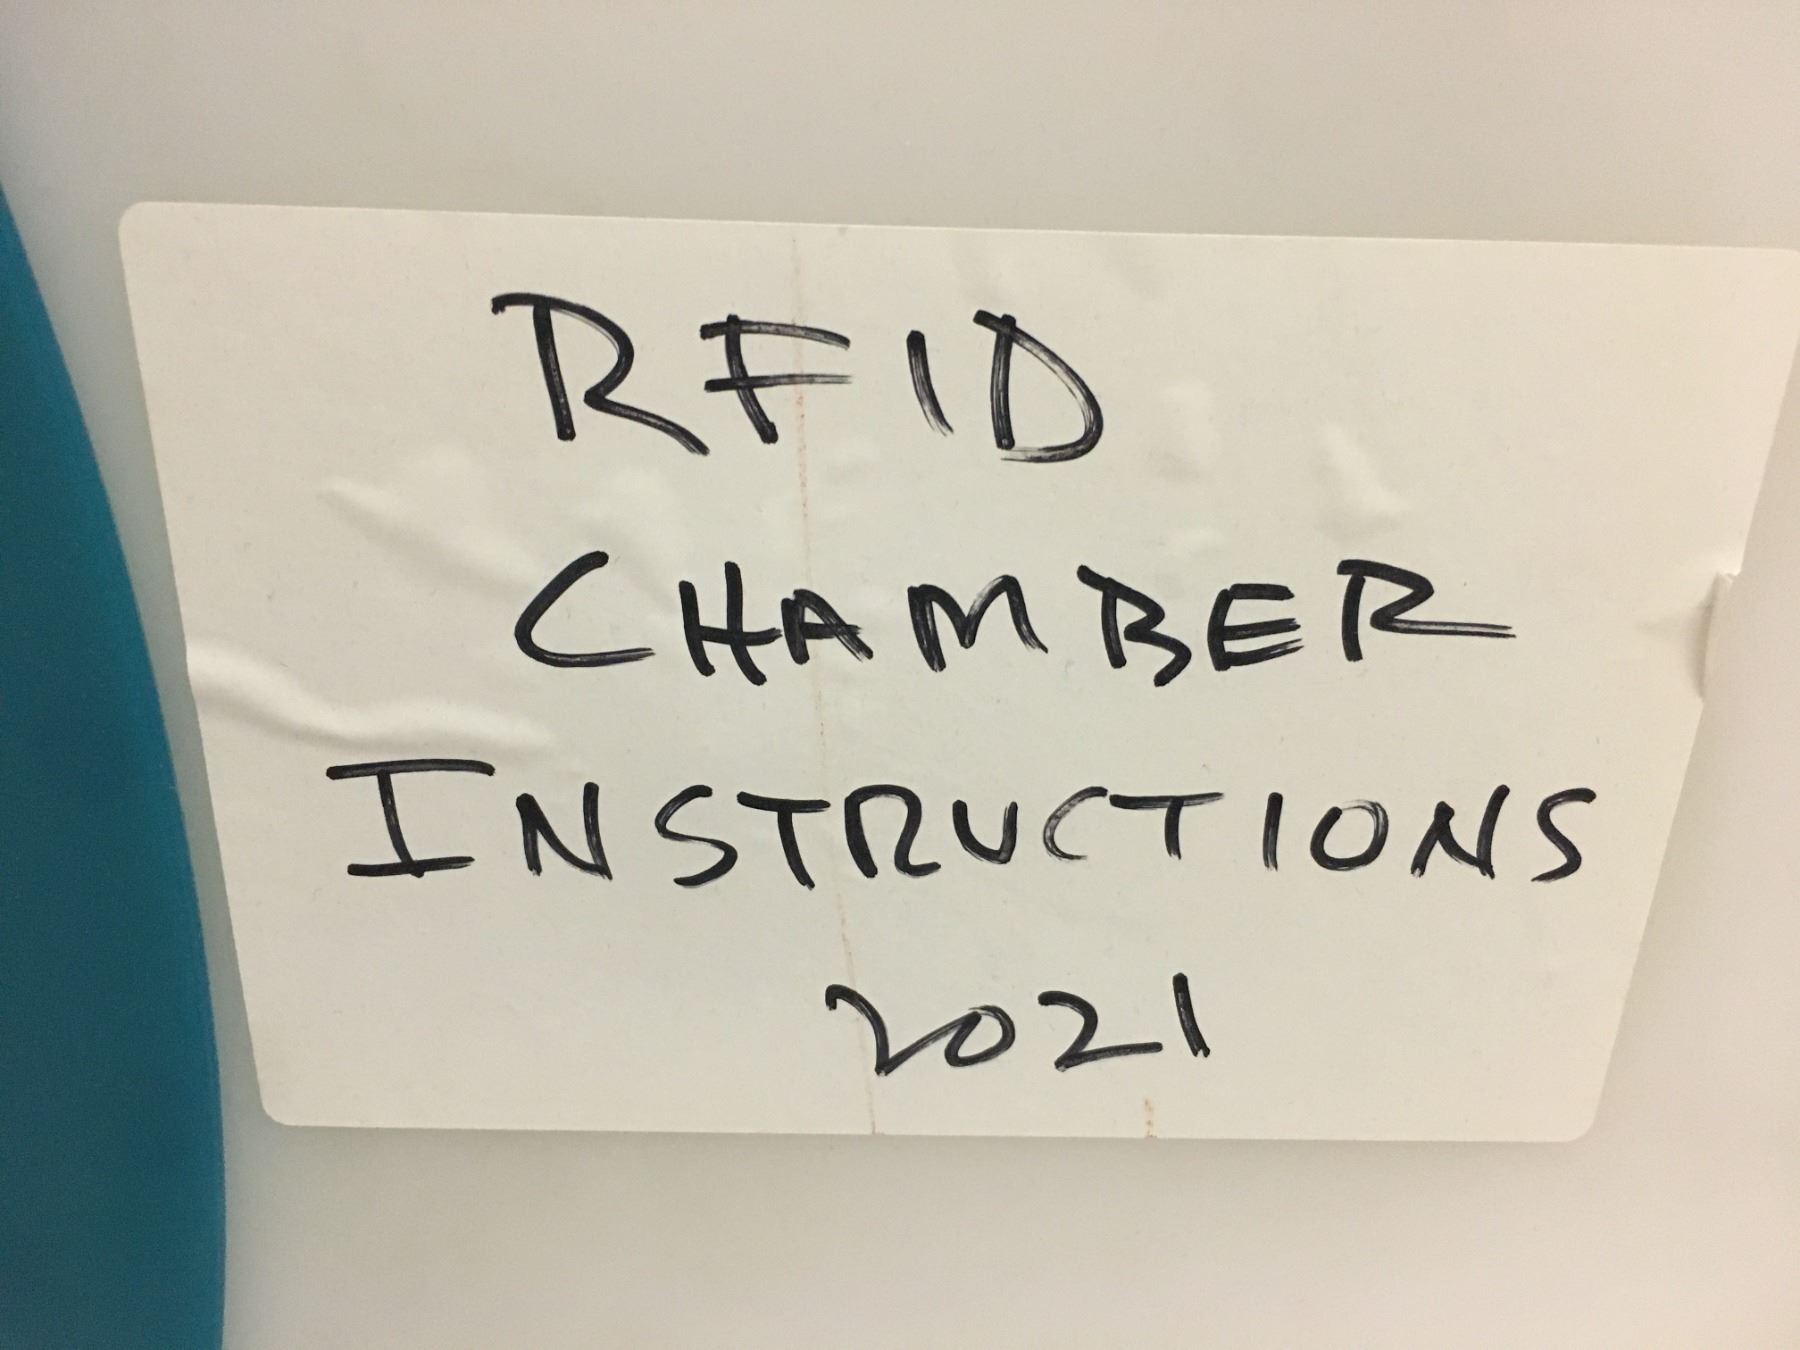 RFID
CHAMBER
INSTRUCTIONS
2021